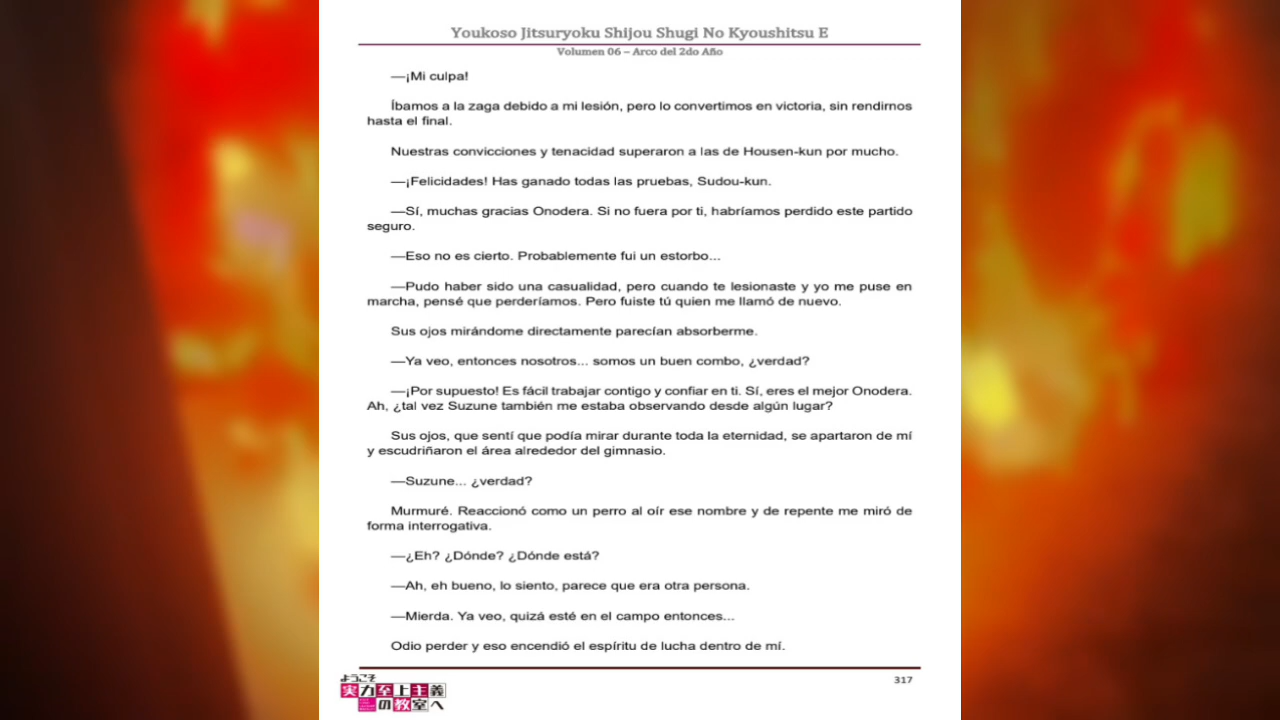 Youkoso Jitsuryoku Shijou Shugi No Kyoushitsu E
Volumen 06 – Arco del 2do Año
—¡Mi culpa!
Íbamos a la zaga debido a mi lesión, pero lo convertimos en victoria, sin rendirnos
hasta el final.
Nuestras convicciones y tenacidad superaron a las de Housen-kun por mucho.
—¡Felicidades! Has ganado todas las pruebas, Sudou-kun.
—Sí, muchas gracias Onodera. Si no fuera por ti, habríamos perdido este partido
seguro.
—Eso no es cierto. Probablemente fui un estorbo...
—Pudo haber sido una casualidad, pero cuando te lesionaste y yo me puse en
marcha, pensé que perderíamos. Pero fuiste tú quien me llamó de nuevo.
Sus ojos mirándome directamente parecían absorberme.
—Ya veo, entonces nosotros... somos un buen combo, ¿verdad?
—¡Por supuesto! Es fácil trabajar contigo y confiar en ti. Sí, eres el mejor Onodera.
Ah, ¿tal vez Suzune también me estaba observando desde algún lugar?
Sus ojos, que sentí que podía mirar durante toda la eternidad, se apartaron de mí
y escudriñaron el área alrededor del gimnasio.
—Suzune... ¿verdad?
Murmuré. Reaccionó como un perro al oír ese nombre y de repente me miró de
forma interrogativa.
—¿Eh? ¿Dónde? ¿Dónde está?
—Ah, eh bueno, lo siento, parece que era otra persona.
—Mierda. Ya veo, quizá esté en el campo entonces...
Odio perder y eso encendió el espíritu de lucha dentro de mí.
ようこそ
実力至上主義
の教室へ
317